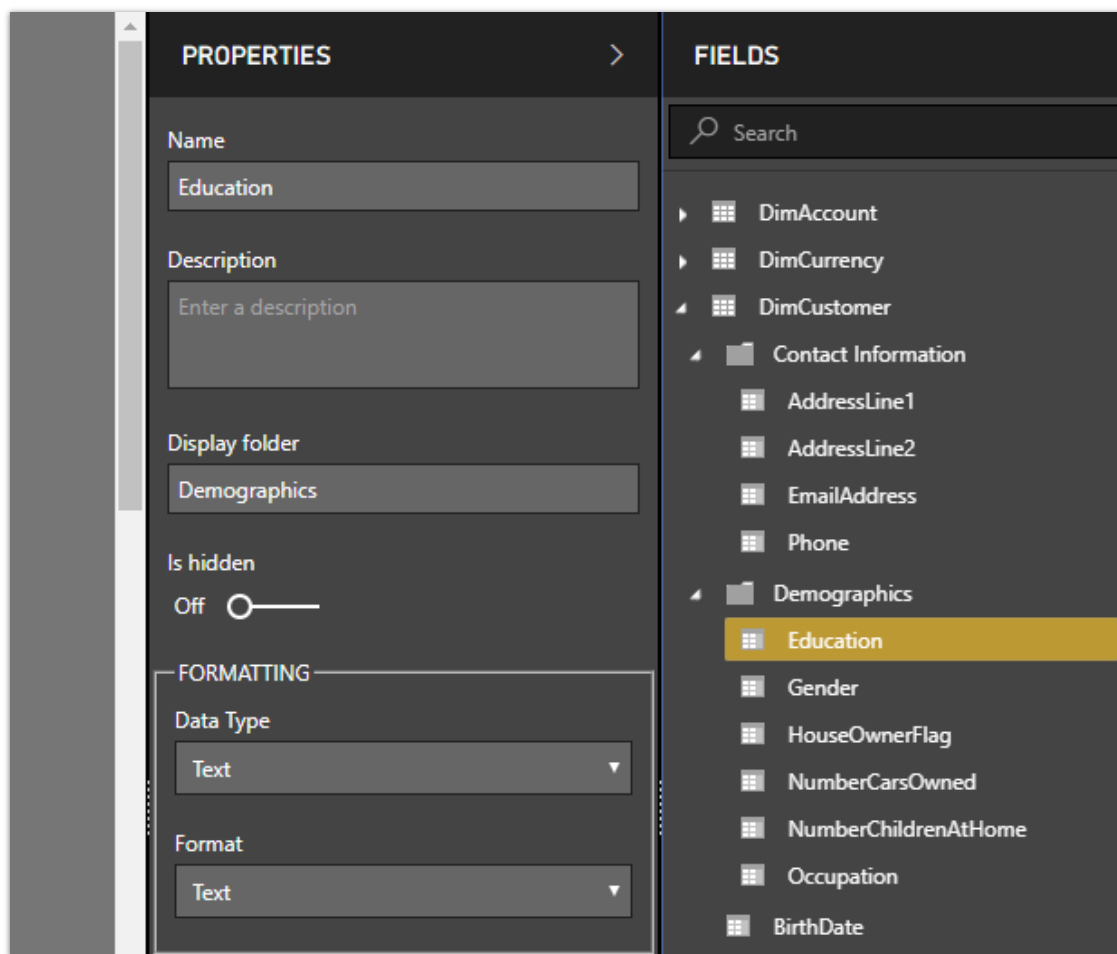 PROPERTIES
Name
Education
Description
Enter a description
Display folder
Demographics
Is hidden
Off
FORMATTING
Data Type
Text
Format
Text
FIELDS
Search
DimAccount
DimCurrency
DimCustomer
Contact Information
AddressLine1
AddressLine2
EmailAddress
Phone
Demographics
Education
Gender
HouseOwnerFlag
NumberCarsOwned
NumberChildrenAtHome
Occupation
BirthDate